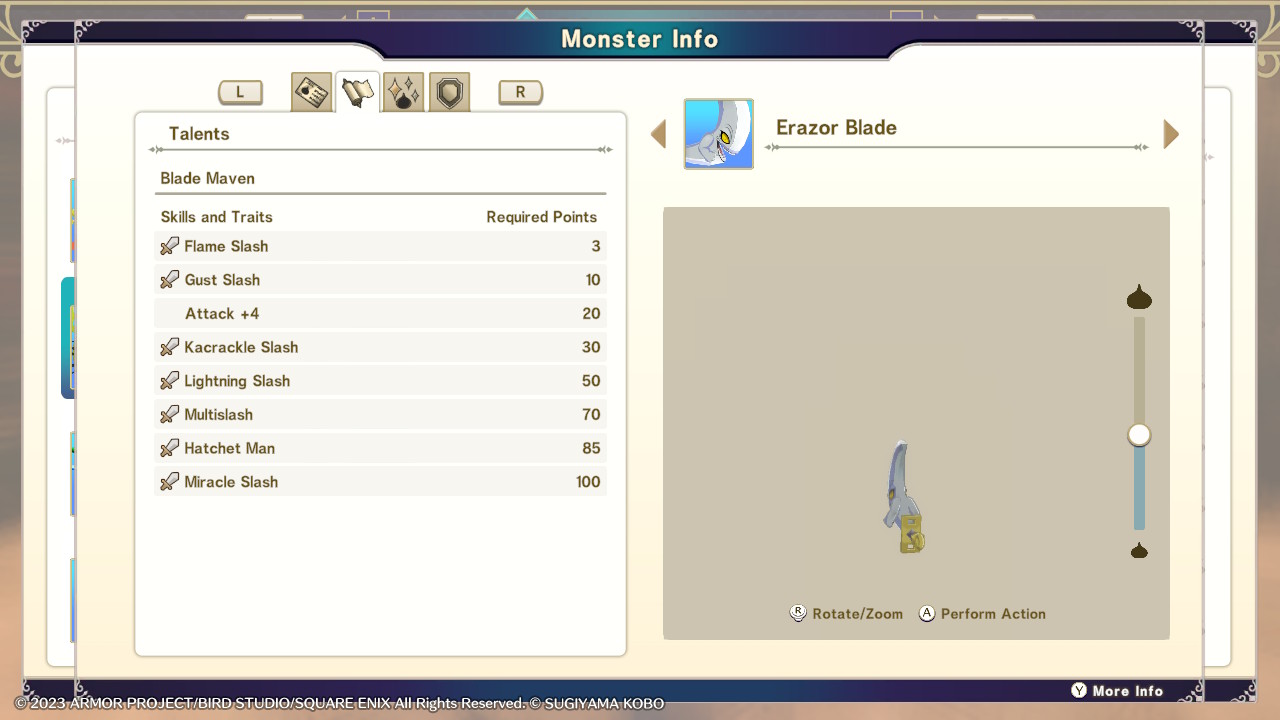 Monster Info
L
R
Talents
Erazor Blade
Blade Maven
Skills and Traits Required Points
Flame Slash 3
Gust Slash 10
Attack +4 20
Kacrackle Slash 30
Lightning Slash 50
Multislash 70
Hatchet Man 85
Miracle Slash 100
R Rotate/Zoom A Perform Action
Y More Info
© 2023 ARMOR PROJECT/BIRD STUDIO/SQUARE ENIX All Rights Reserved. © SUGIYAMA KOBO